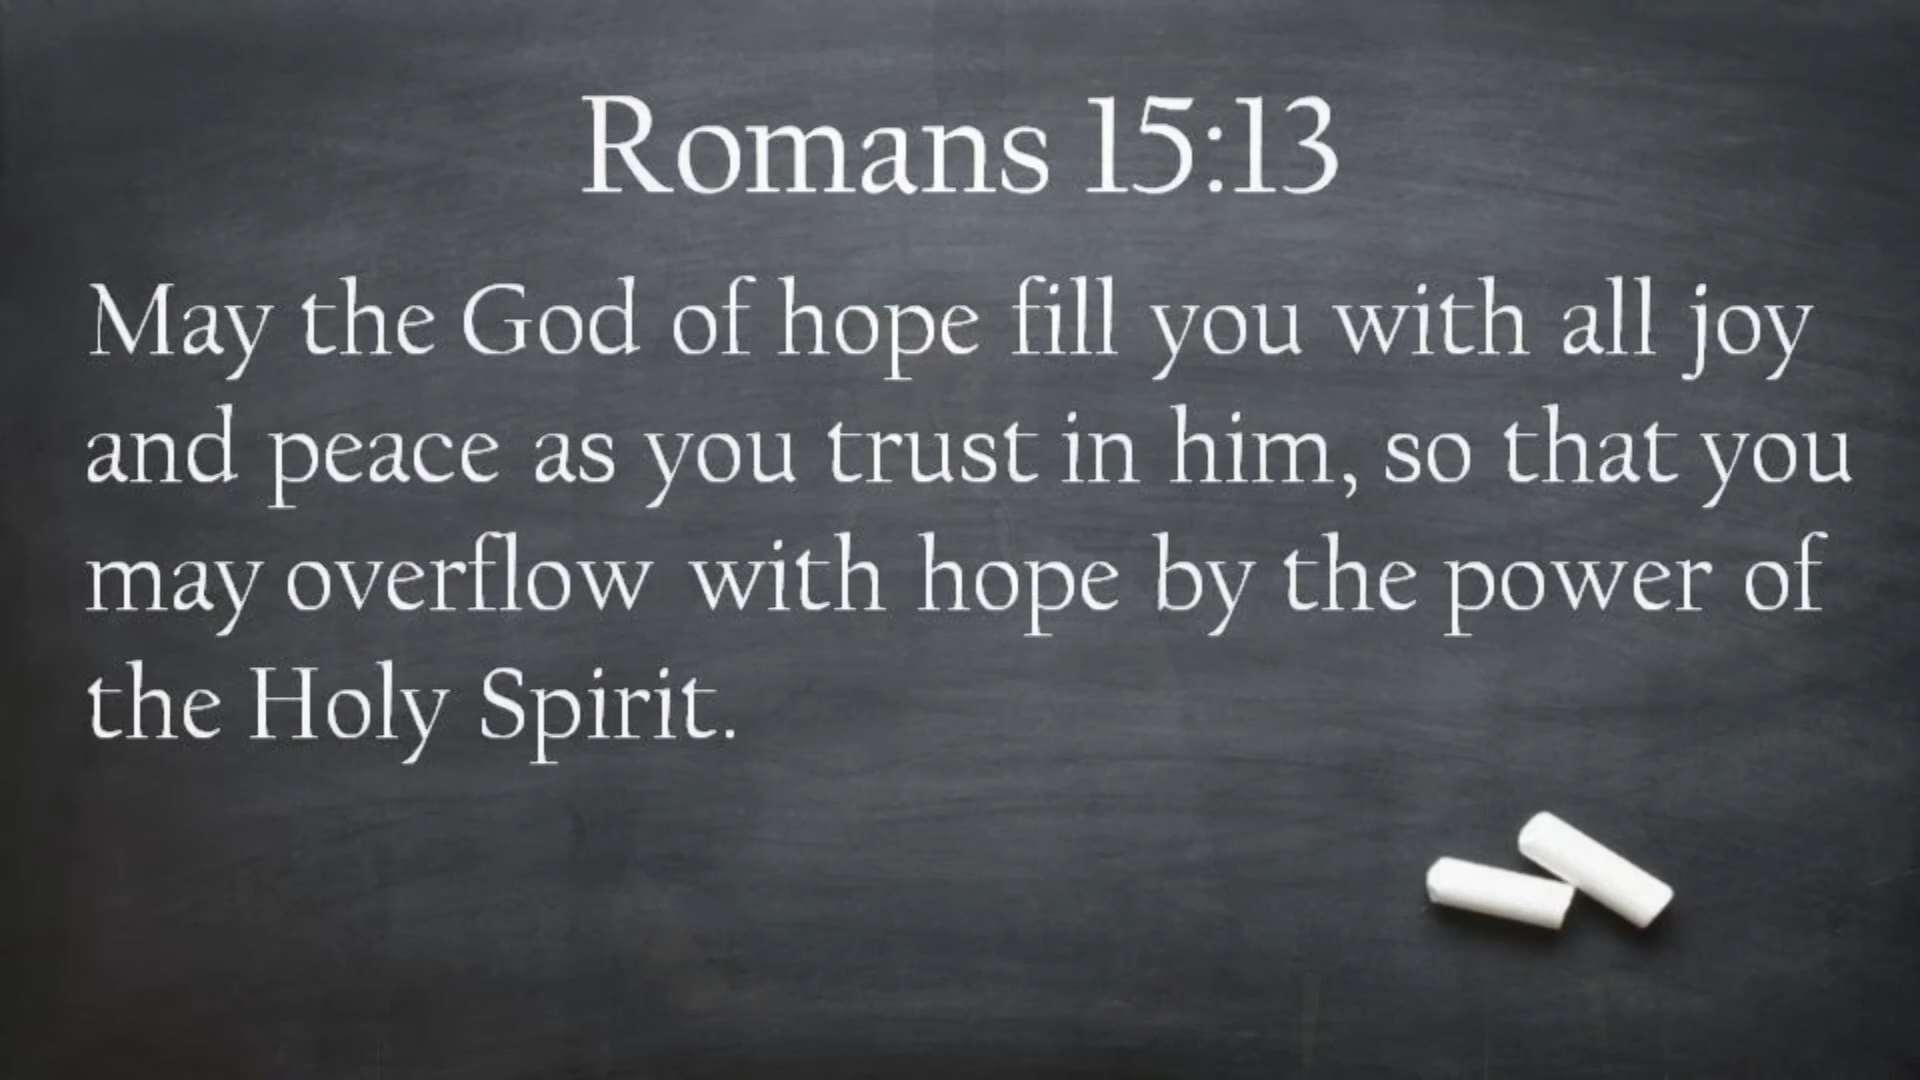 Romans 15:13
May the God of hope fill you with all joy
and peace as you trust in him, so that you
may overflow with hope by the power of
the Holy Spirit.